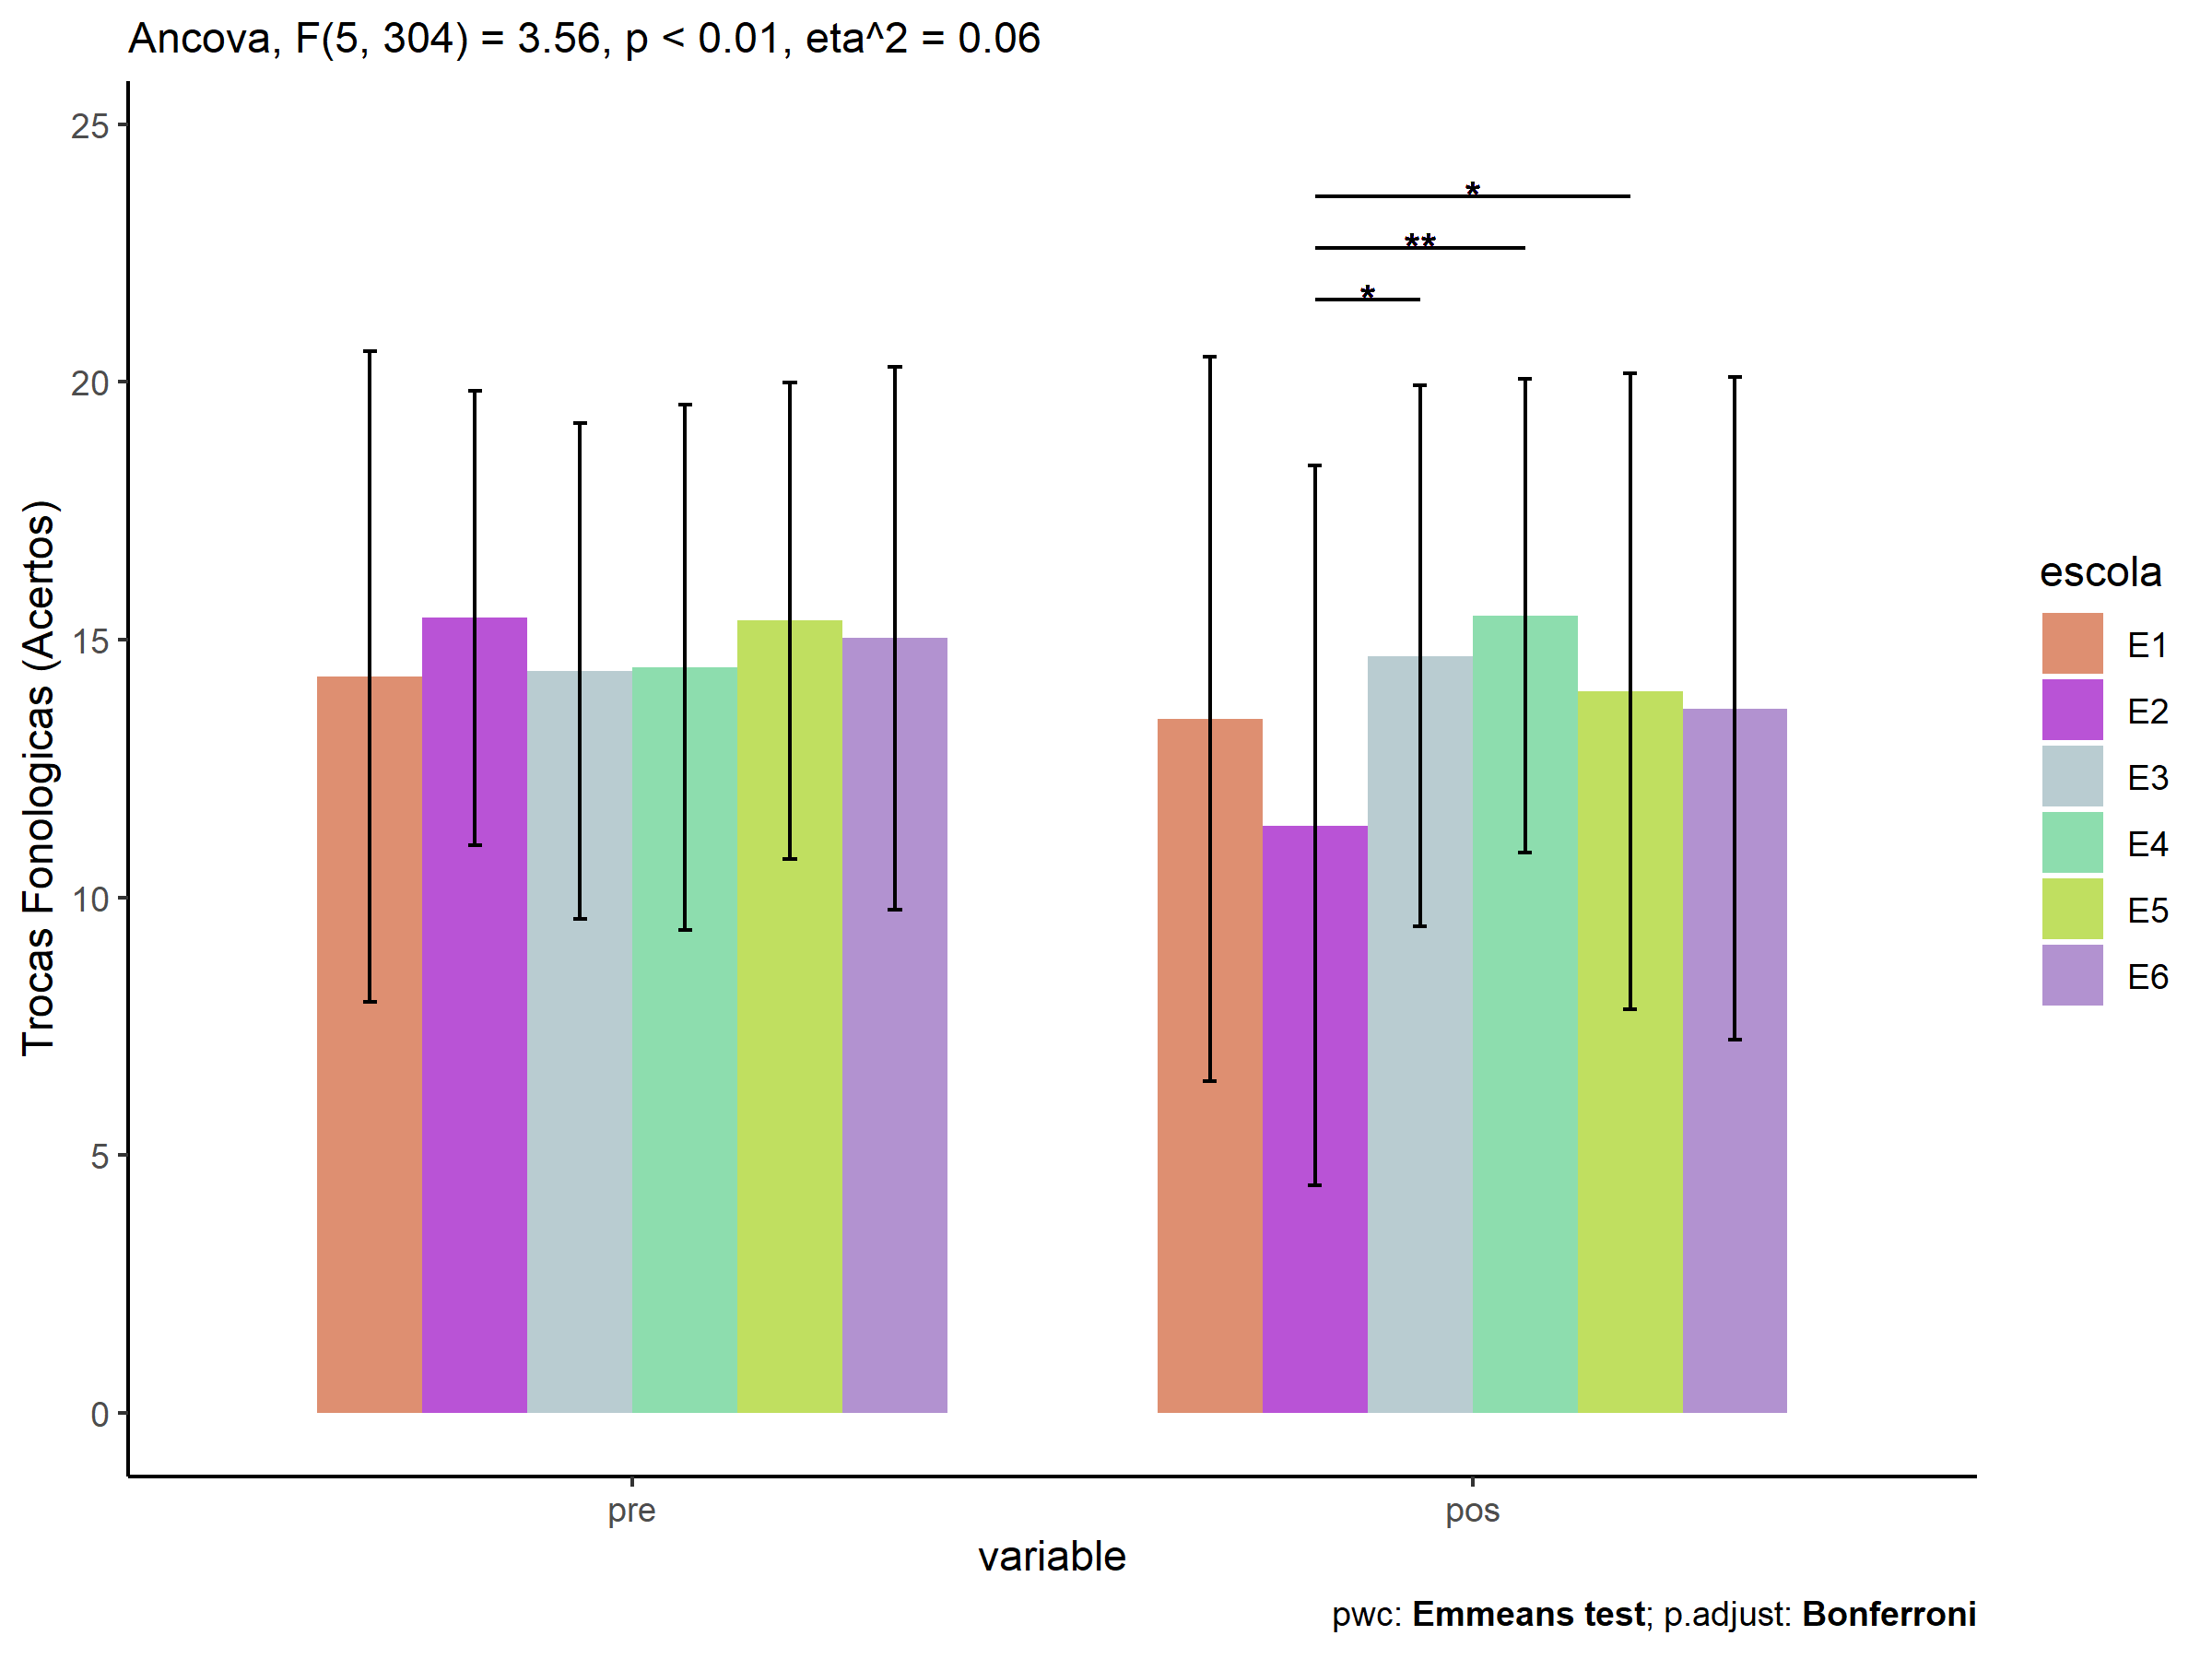 Ancova, F(5, 304) = 3.56, p < 0.01, eta^2 = 0.06
Trocas Fonologicas (Acertos)
25
20
15
10
5
0
*
**
*
pre
pos
variable
escola
E1
E2
E3
E4
E5
E6
pwc: Emmeans test; p.adjust: Bonferroni